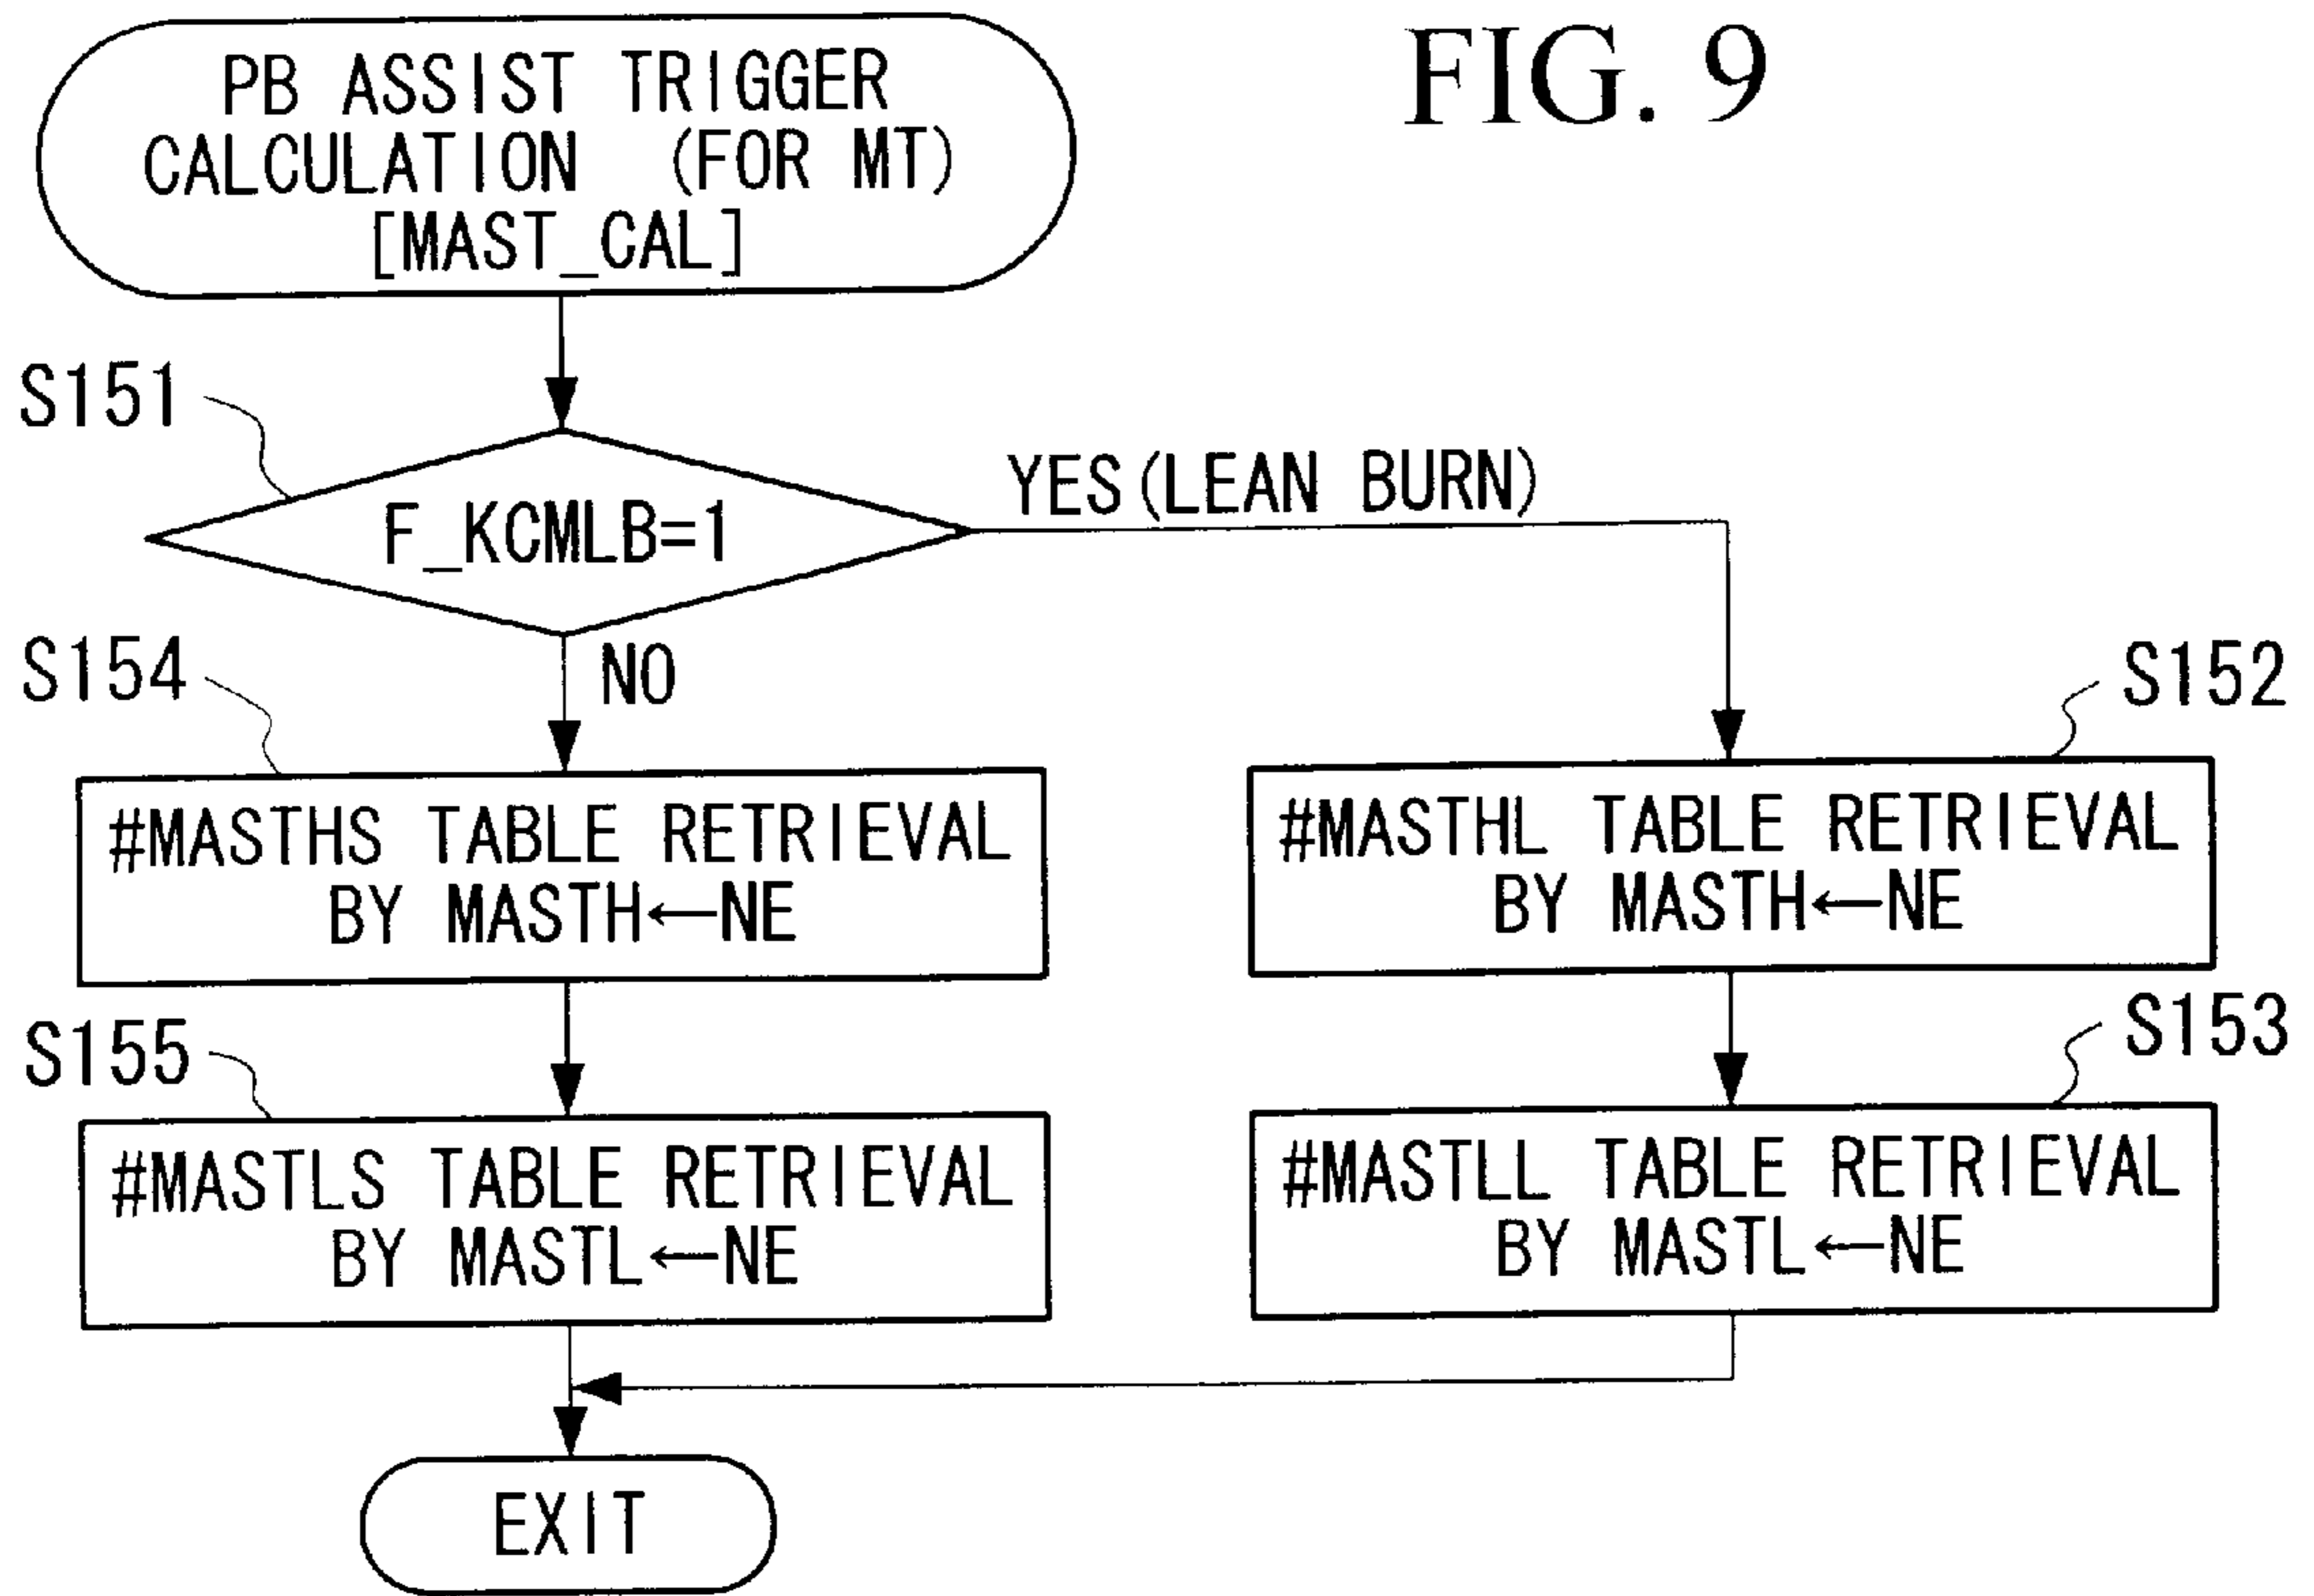 FIG. 9
PB ASSIST TRIGGER
CALCULATION (FOR MT)
[MAST_CAL]
S151
F_KCMLB=1
YES(LEAN BURN)
NO
S154
#MASTHS TABLE RETRIEVAL
BY MASTH←NE
S152
#MASTHL TABLE RETRIEVAL
BY MASTH←NE
S155
#MASTLS TABLE RETRIEVAL
BY MASTL←NE
S153
#MASTLL TABLE RETRIEVAL
BY MASTL←NE
EXIT